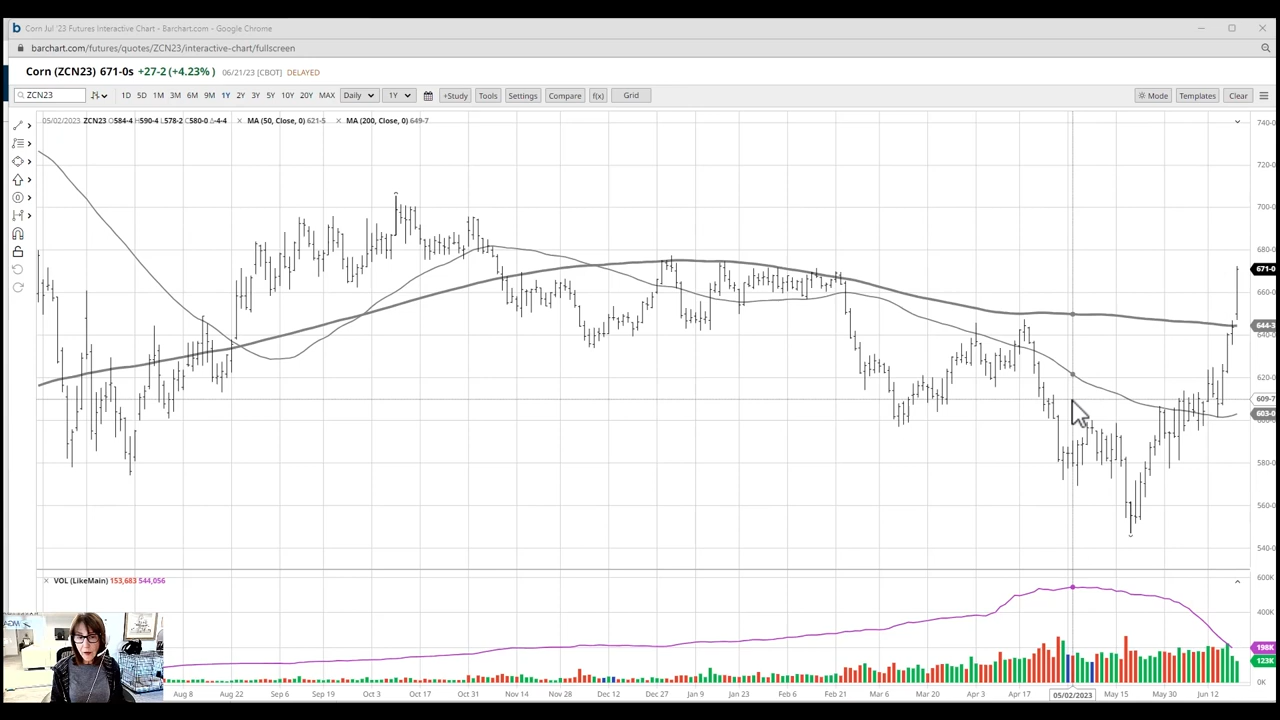 Corn Jul '23 Futures Interactive Chart - Barchart.com - Google Chrome
barchart.com/futures/quotes/ZCN23/interactive-chart/fullscreen
Corn (ZCN23) 671-0s +27-2 (+4.23%) 06/21/23 [CBOT] DELAYED
ZCN23 1D 5D 1M 3M 6M 9M 1Y 2Y 3Y 5Y 10Y 20Y MAX Daily 1Y +Study Tools Settings Compare f(x) Grid Mode Templates Clear
05/02/2023 ZCN23 O584-4 H590-4 L578-2 C580-0 Δ-4-4 MA (50, Close, 0) 621-5 MA (200, Close, 0) 649-7
740-0
720-0
700-0
680-0
671-0
660-0
644-3
640-0
620-0
609-7
603-0
600-0
580-0
560-0
540-0
VOL (LikeMain) 153,683 544,056
600K
400K
198K
123K
0K
Aug 8 Aug 22 Sep 6 Sep 19 Oct 3 Oct 17 Oct 31 Nov 14 Nov 28 Dec 12 Dec 27 Jan 23 Feb 6 Feb 21 Mar 6 Mar 20 Apr 3 Apr 17 05/02/2023 May 15 May 30 Jun 12